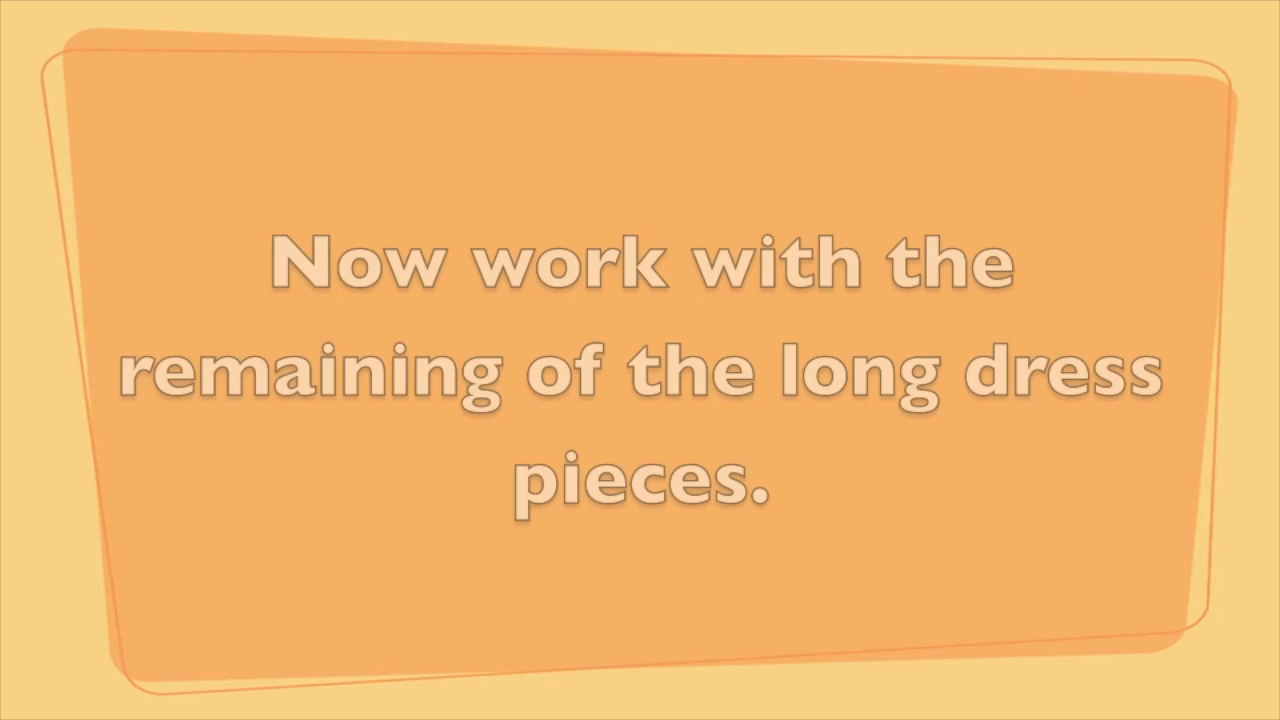 Now work with the
remaining of the long dress
pieces.